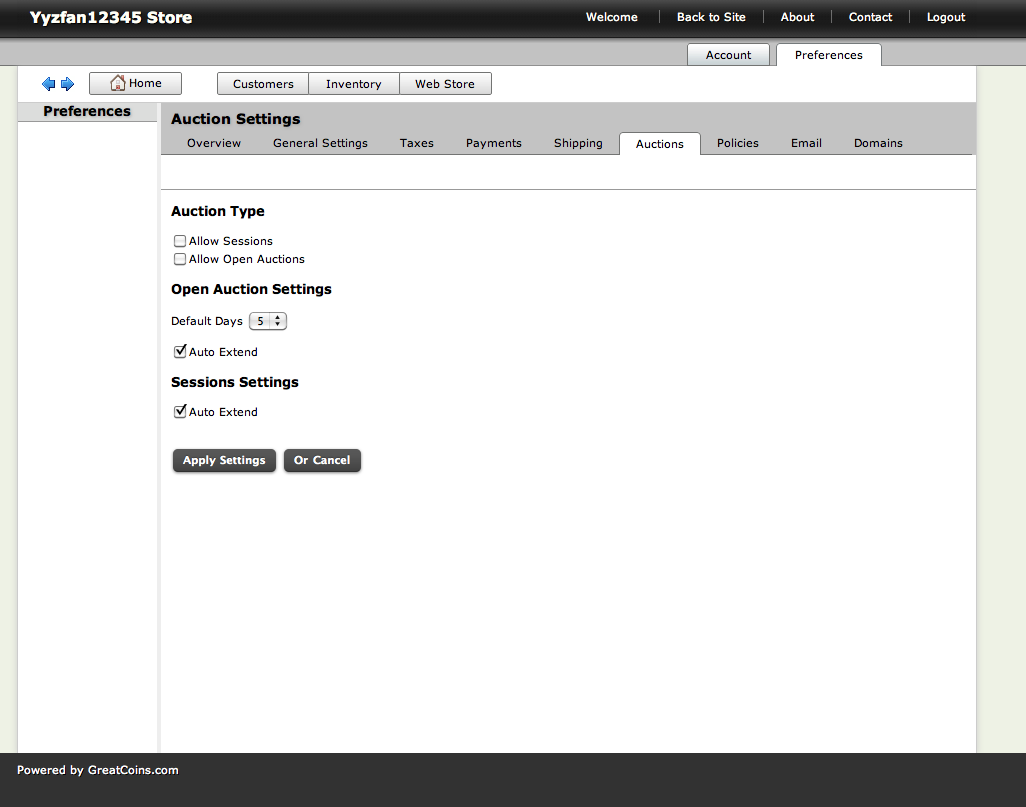 Yyzfan12345 Store Welcome Back to Site About Contact Logout
Account Preferences
Home Customers Inventory Web Store
Preferences
Auction Settings
Overview General Settings Taxes Payments Shipping Auctions Policies Email Domains
Auction Type
Allow Sessions
Allow Open Auctions
Open Auction Settings
Default Days 5
Auto Extend
Sessions Settings
Auto Extend
Apply Settings Or Cancel
Powered by GreatCoins.com